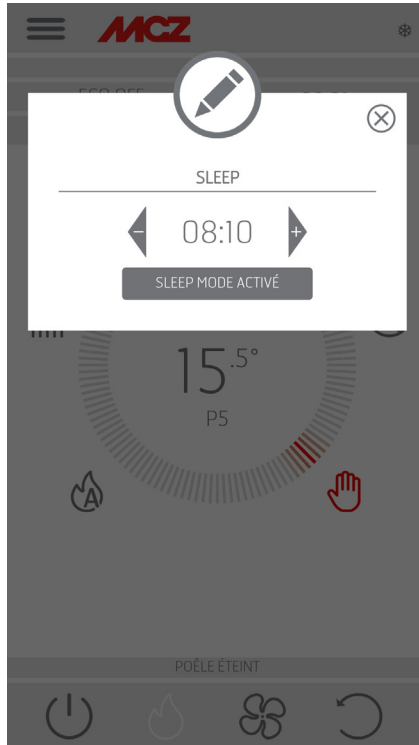 MCZ
SLEEP
- 08:10 +
SLEEP MODE ACTIVÉ
15.5°
P5
A
POÊLE ÉTEINT